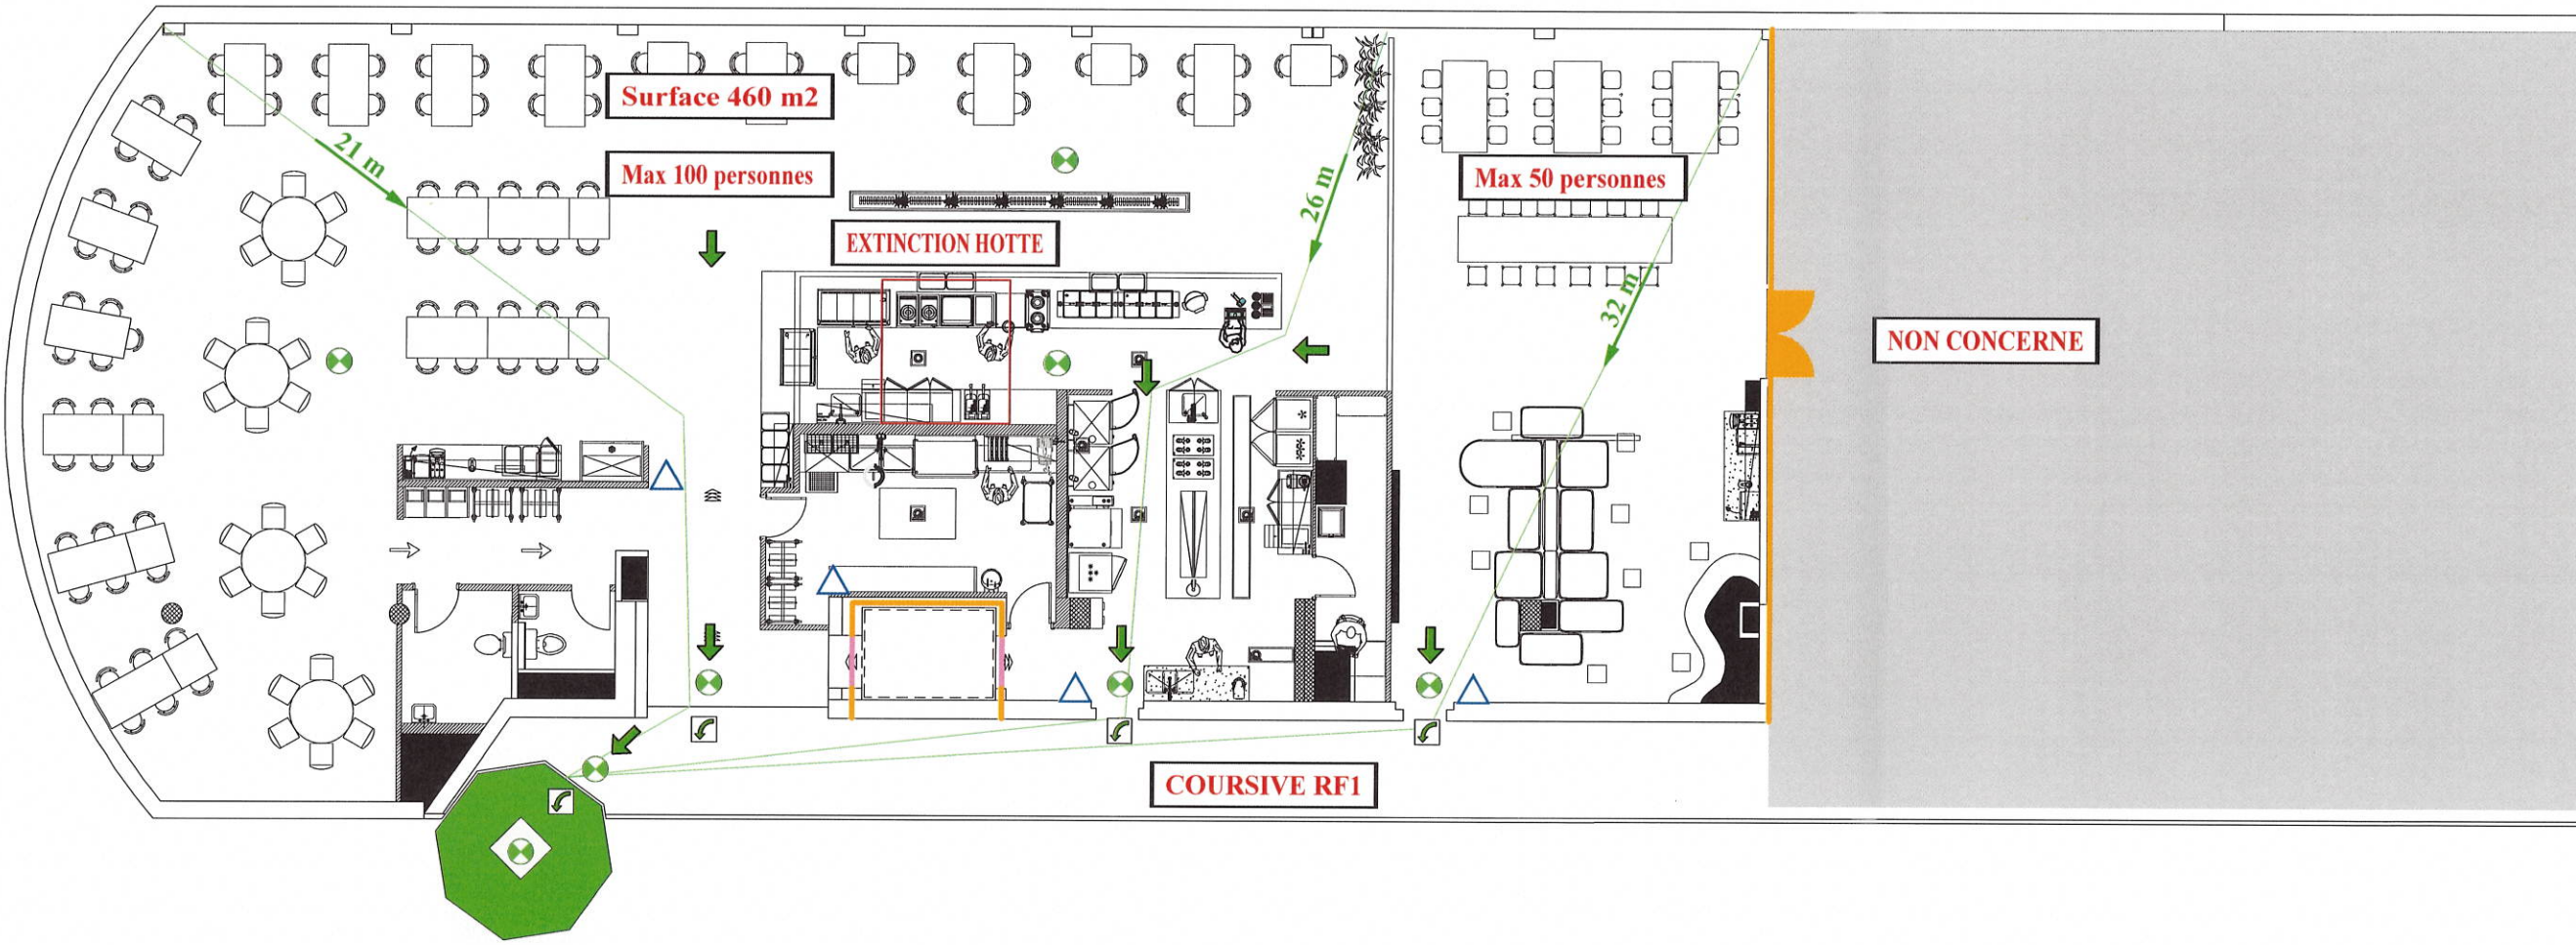 Surface 460 m2
21 m
Max 100 personnes
26 m
Max 50 personnes
EXTINCTION HOTTE
32 m
NON CONCERNE
COURSIVE RF1